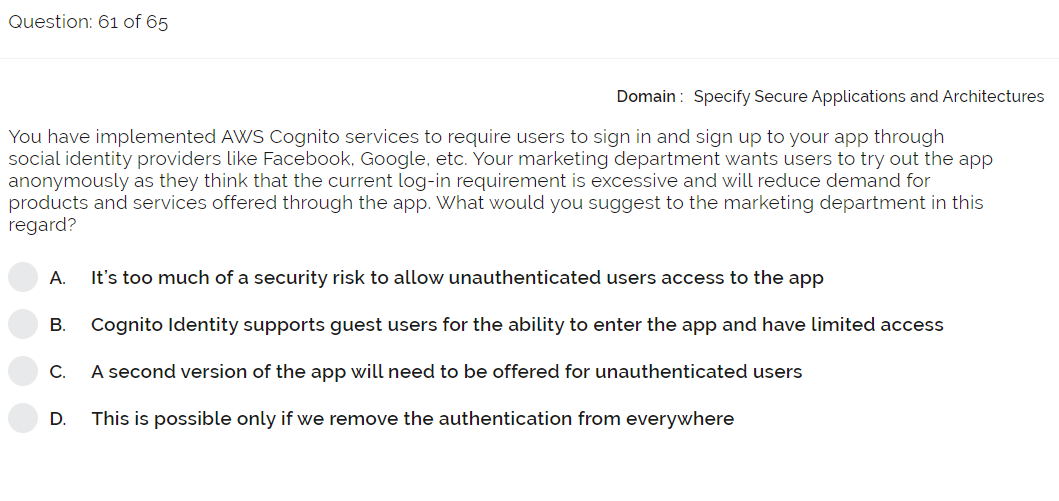 Question: 61 of 65
Domain : Specify Secure Applications and Architectures
You have implemented AWS Cognito services to require users to sign in and sign up to your app through
social identity providers like Facebook, Google, etc. Your marketing department wants users to try out the app
anonymously as they think that the current log-in requirement is excessive and will reduce demand for
products and services offered through the app. What would you suggest to the marketing department in this
regard?
A. It's too much of a security risk to allow unauthenticated users access to the app
B. Cognito Identity supports guest users for the ability to enter the app and have limited access
C. A second version of the app will need to be offered for unauthenticated users
D. This is possible only if we remove the authentication from everywhere